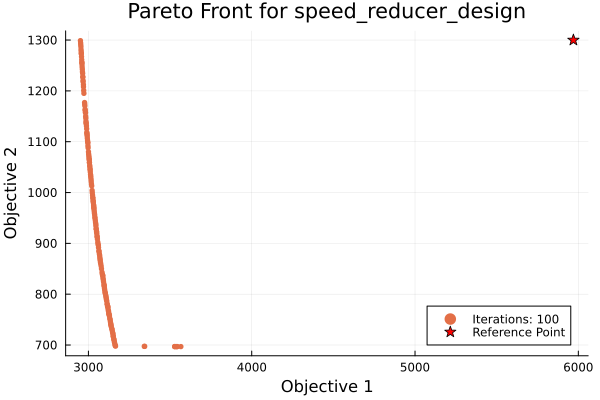 Pareto Front for speed_reducer_design
Objective 2
1300
1200
1100
1000
900
800
700
3000
4000
5000
6000
Objective 1
Iterations: 100
Reference Point